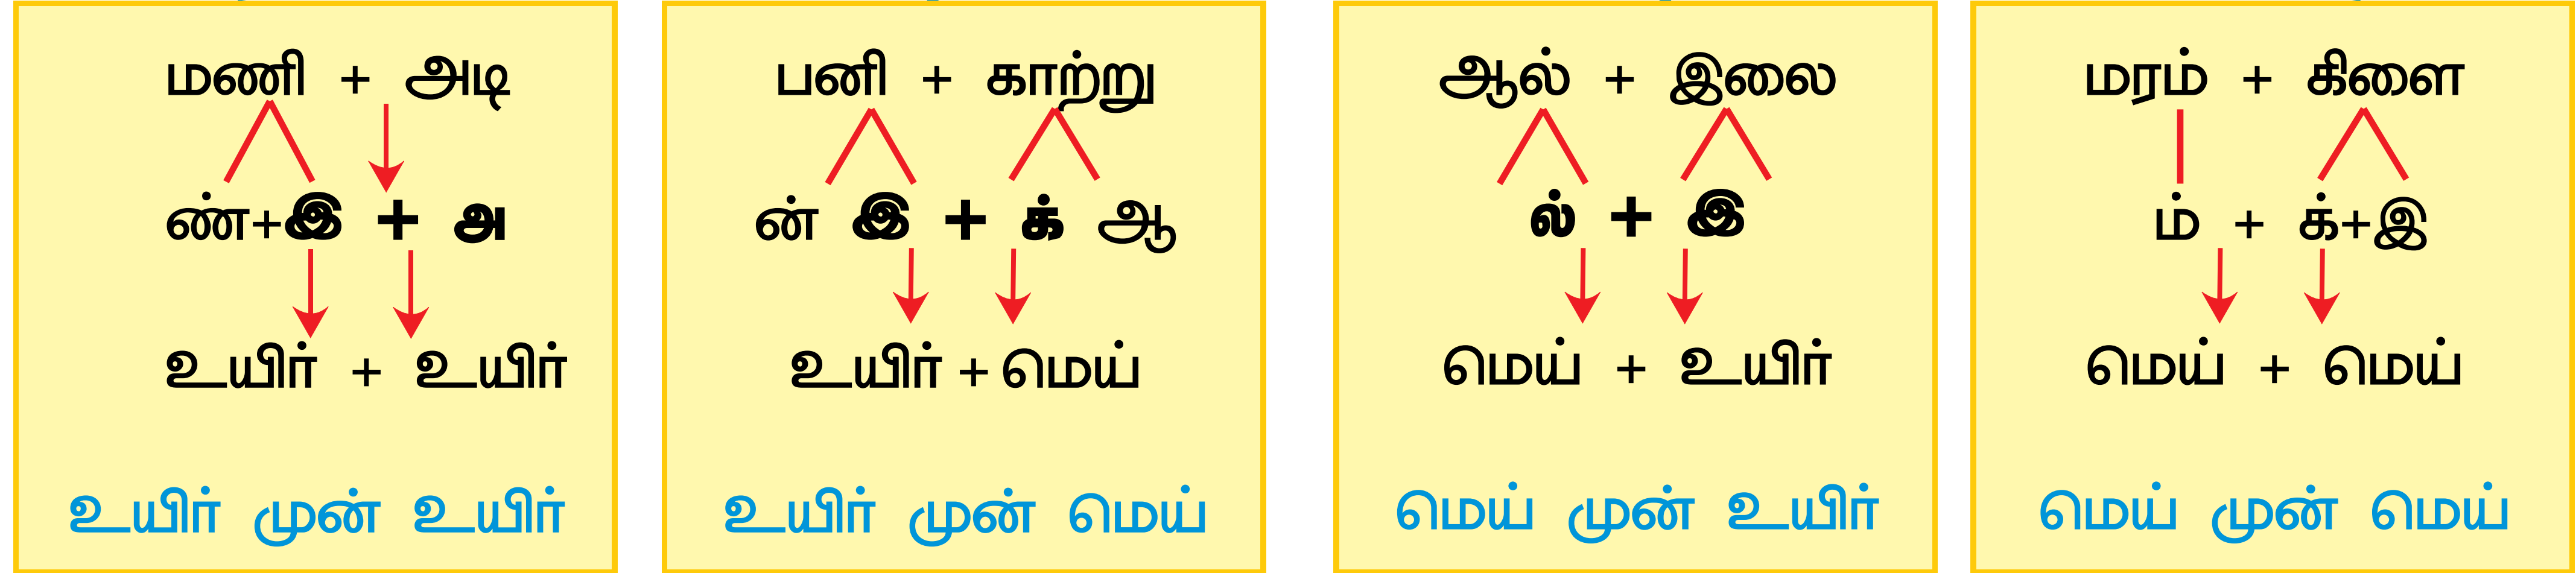 மணி + அடி
ண்+இ + அ
உயிர் + உயிர்
உயிர் முன் உயிர்
பனி + காற்று
ன் இ + க் ஆ
உயிர் + மெய்
உயிர் முன் மெய்
ஆல் + இலை
ல் + இ
மெய் + உயிர்
மெய் முன் உயிர்
மரம் + கிளை
ம் + க்+இ
மெய் + மெய்
மெய் முன் மெய்